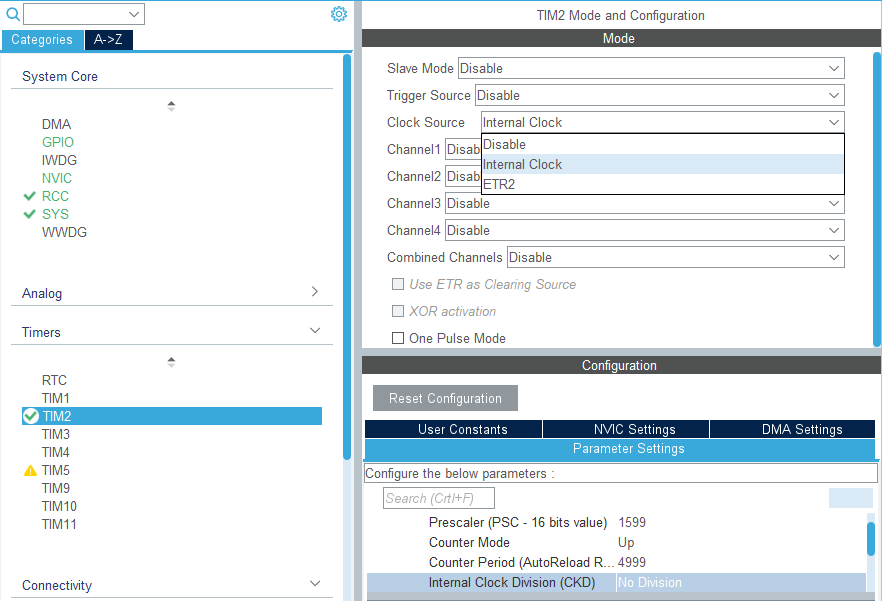 Categories
A->Z
System Core
DMA
GPIO
IWDG
NVIC
RCC
SYS
WWDG
Analog
Timers
RTC
TIM1
TIM2
TIM3
TIM4
TIM5
TIM9
TIM10
TIM11
Connectivity
TIM2 Mode and Configuration
Mode
Slave Mode Disable
Trigger Source Disable
Clock Source Internal Clock
Disable
Internal Clock
ETR2
Channel1 Disab
Channel2 Disab
Channel3 Disable
Channel4 Disable
Combined Channels Disable
Use ETR as Clearing Source
XOR activation
One Pulse Mode
Configuration
Reset Configuration
User Constants
NVIC Settings
DMA Settings
Parameter Settings
Configure the below parameters :
Search (Crtl+F)
Prescaler (PSC - 16 bits value) 1599
Counter Mode Up
Counter Period (AutoReload R... 4999
Internal Clock Division (CKD) No Division